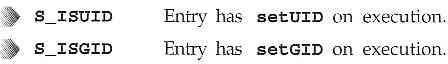 S_ISUID Entry has setUID on execution.
S_ISGID Entry has setGID on execution.